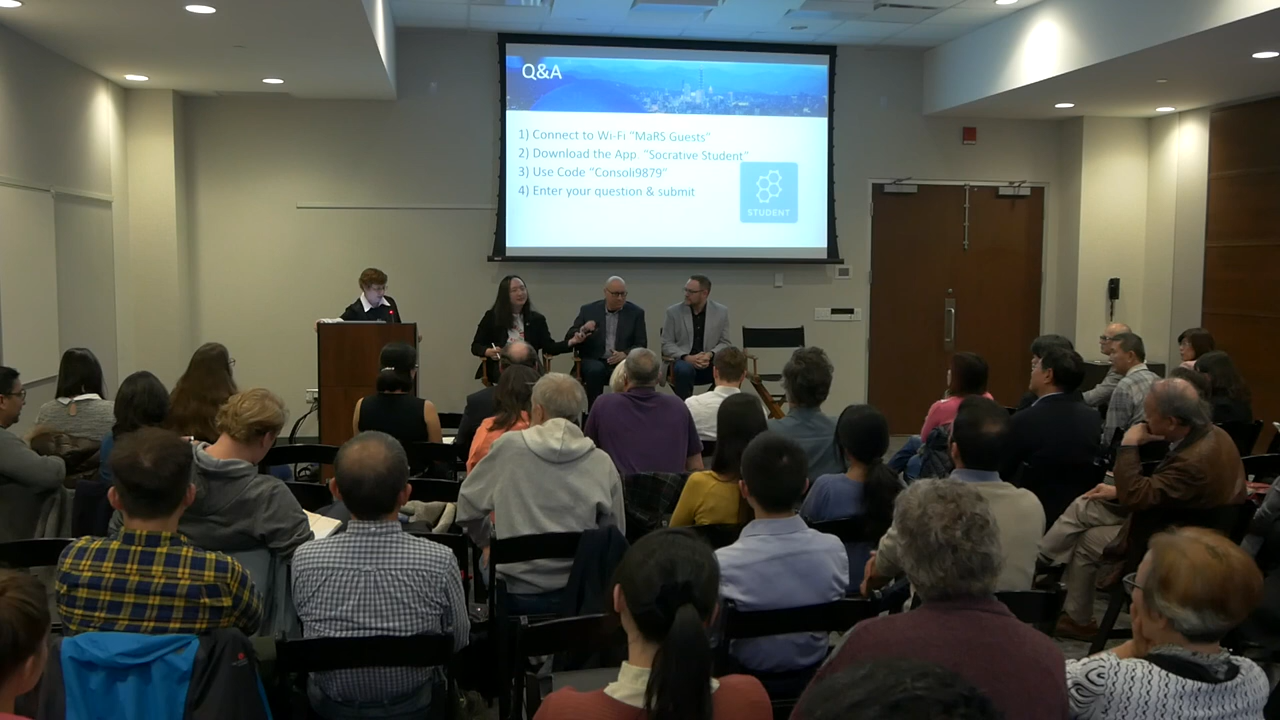 Q&A
1) Connect to Wi-Fi "MaRS Guests"
2) Download the App "Socrative Student"
3) Use Code "Consoli9879"
4) Enter your question & submit
STUDENT